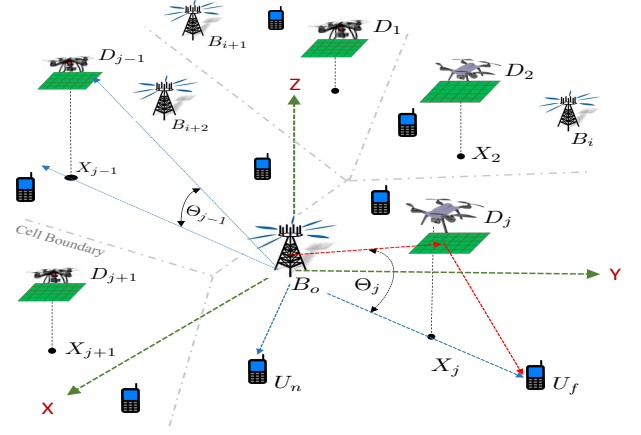 D_1
B_{i+1}
D_{j-1}
D_2
Z
B_{i+2}
B_i
X_2
X_{j-1}
Θ_{j-1}
D_j
Cell Boundary
D_{j+1}
Y
Θ_j
B_o
X_{j+1}
X_j
U_n
U_f
X